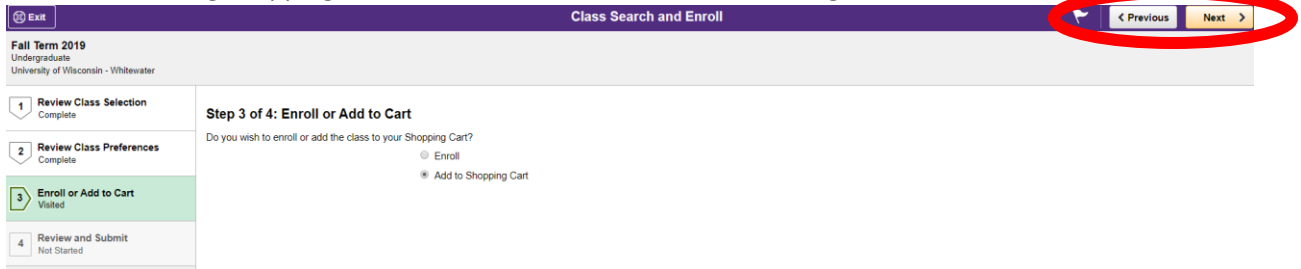 Exit
Class Search and Enroll
Previous
Next
Fall Term 2019
Undergraduate
University of Wisconsin - Whitewater
1 Review Class Selection
Complete
2 Review Class Preferences
Complete
3 Enroll or Add to Cart
Visited
4 Review and Submit
Not Started
Step 3 of 4: Enroll or Add to Cart
Do you wish to enroll or add the class to your Shopping Cart?
Enroll
Add to Shopping Cart